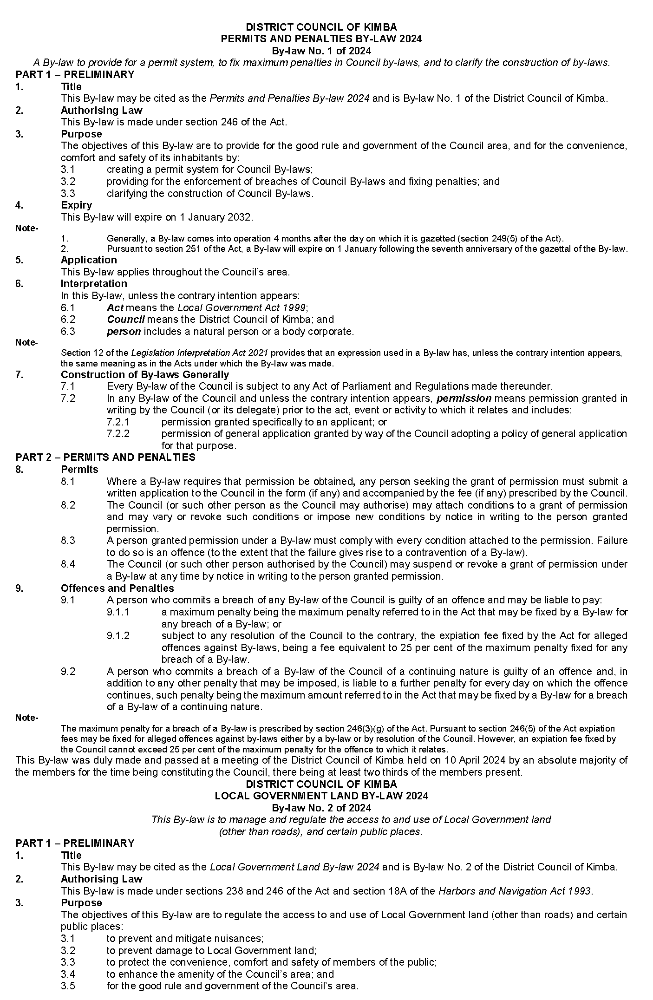 DISTRICT COUNCIL OF KIMBA
PERMITS AND PENALTIES BY-LAW 2024
By-law No. 1 of 2024
A By-law to provide for a permit system, to fix maximum penalties in Council by-laws, and to clarify the construction of by-laws.
PART 1 – PRELIMINARY
1. Title
This By-law may be cited as the Permits and Penalties By-law 2024 and is By-law No. 1 of the District Council of Kimba.
2. Authorising Law
This By-law is made under section 246 of the Act.
3. Purpose
The objectives of this By-law are to provide for the good rule and government of the Council area, and for the convenience,
comfort and safety of its inhabitants by:
3.1 creating a permit system for Council By-laws;
3.2 providing for the enforcement of breaches of Council By-laws and fixing penalties; and
3.3 clarifying the construction of Council By-laws.
4. Expiry
This By-law will expire on 1 January 2032.
Note-
1. Generally, a By-law comes into operation 4 months after the day on which it is gazetted (section 249(5) of the Act).
2. Pursuant to section 251 of the Act, a By-law will expire on 1 January following the seventh anniversary of the gazettal of the By-law.
5. Application
This By-law applies throughout the Council’s area.
6. Interpretation
In this By-law, unless the contrary intention appears:
6.1 Act means the Local Government Act 1999;
6.2 Council means the District Council of Kimba; and
6.3 person includes a natural person or a body corporate.
Note-
Section 12 of the Legislation Interpretation Act 2021 provides that an expression used in a By-law has, unless the contrary intention appears,
the same meaning as in the Acts under which the By-law was made.
7. Construction of By-laws Generally
7.1 Every By-law of the Council is subject to any Act of Parliament and Regulations made thereunder.
7.2 In any By-law of the Council and unless the contrary intention appears, permission means permission granted in
writing by the Council (or its delegate) prior to the act, event or activity to which it relates and includes:
7.2.1 permission granted specifically to an applicant; or
7.2.2 permission of general application granted by way of the Council adopting a policy of general application
for that purpose.
PART 2 – PERMITS AND PENALTIES
8. Permits
8.1 Where a By-law requires that permission be obtained, any person seeking the grant of permission must submit a
written application to the Council in the form (if any) and accompanied by the fee (if any) prescribed by the Council.
8.2 The Council (or such other person as the Council may authorise) may attach conditions to a grant of permission
and may vary or revoke such conditions or impose new conditions by notice in writing to the person granted
permission.
8.3 A person granted permission under a By-law must comply with every condition attached to the permission. Failure
to do so is an offence (to the extent that the failure gives rise to a contravention of a By-law).
8.4 The Council (or such other person authorised by the Council) may suspend or revoke a grant of permission under
a By-law at any time by notice in writing to the person granted permission.
9. Offences and Penalties
9.1 A person who commits a breach of any By-law of the Council is guilty of an offence and may be liable to pay:
9.1.1 a maximum penalty being the maximum penalty referred to in the Act that may be fixed by a By-law for
any breach of a By-law; or
9.1.2 subject to any resolution of the Council to the contrary, the expiation fee fixed by the Act for alleged
offences against By-laws, being a fee equivalent to 25 per cent of the maximum penalty fixed for any
breach of a By-law.
9.2 A person who commits a breach of a By-law of the Council of a continuing nature is guilty of an offence and, in
addition to any other penalty that may be imposed, is liable to a further penalty for every day on which the offence
continues, such penalty being the maximum amount referred to in the Act that may be fixed by a By-law for a breach
of a By-law of a continuing nature.
Note-
The maximum penalty for a breach of a By-law is prescribed by section 246(3)(g) of the Act. Pursuant to section 246(5) of the Act expiation
fees may be fixed for alleged offences against by-laws either by a by-law or by resolution of the Council. However, an expiation fee fixed by
the Council cannot exceed 25 per cent of the maximum penalty for the offence to which it relates.
This By-law was duly made and passed at a meeting of the District Council of Kimba held on 10 April 2024 by an absolute majority of
the members for the time being constituting the Council, there being at least two thirds of the members present.
DISTRICT COUNCIL OF KIMBA
LOCAL GOVERNMENT LAND BY-LAW 2024
By-law No. 2 of 2024
This By-law is to manage and regulate the access to and use of Local Government land
(other than roads), and certain public places.
PART 1 – PRELIMINARY
1. Title
This By-law may be cited as the Local Government Land By-law 2024 and is By-law No. 2 of the District Council of Kimba.
2. Authorising Law
This By-law is made under sections 238 and 246 of the Act and section 18A of the Harbors and Navigation Act 1993.
3. Purpose
The objectives of this By-law are to regulate the access to and use of Local Government land (other than roads) and certain
public places:
3.1 to prevent and mitigate nuisances;
3.2 to prevent damage to Local Government land;
3.3 to protect the convenience, comfort and safety of members of the public;
3.4 to enhance the amenity of the Council’s area; and
3.5 for the good rule and government of the Council’s area.